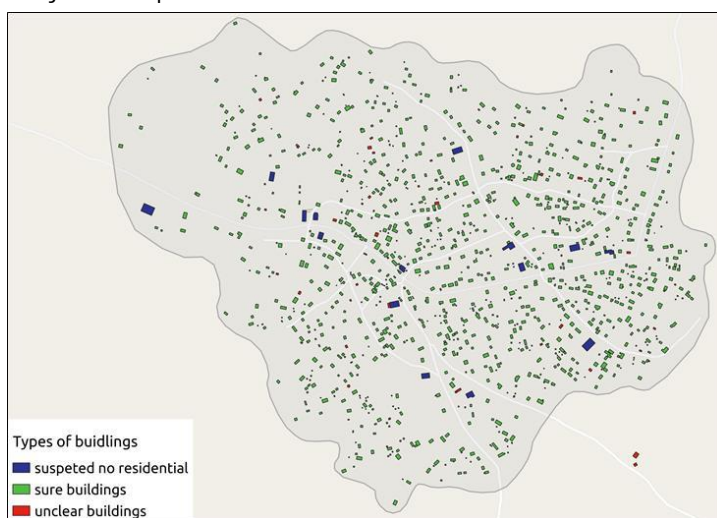 Types of buidlings
suspeted no residential
sure buildings
unclear buildings